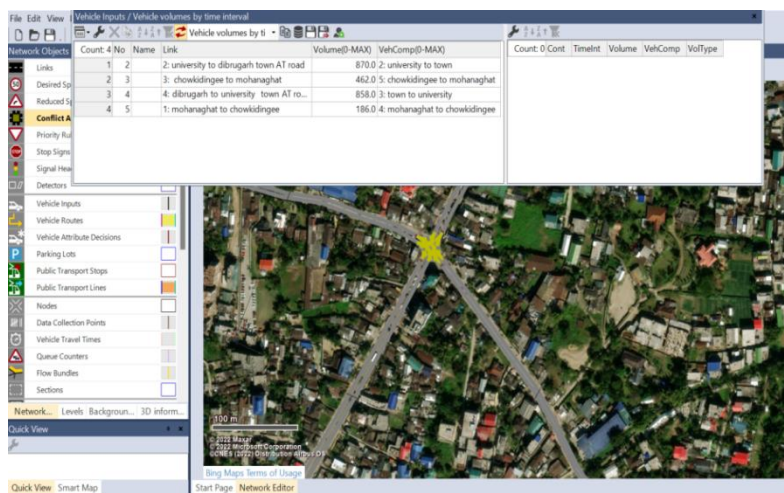 File Edit View
Vehicle Inputs / Vehicle volumes by time interval
Vehicle volumes by ti
Network Objects
Count: 4 No Name Link Volume(0-MAX) VehComp(0-MAX)
1 2 2: university to dibrugarh town AT road 870.0 2: university to town
2 3 3: chowkidingee to mohanaghat 462.0 5: chowkidingee to mohanaghat
3 4 4: dibrugarh to university town AT ro... 858.0 3: town to university
4 5 1: mohanaghat to chowkidingee 186.0 4: mohanaghat to chowkidingee
Count: 0 Cont TimeInt Volume VehComp VolType
Links
Desired Sp
Reduced Sp
Conflict A
Priority Rul
Stop Signs
Signal Hea
Detectors
Vehicle Inputs
Vehicle Routes
Vehicle Attribute Decisions
Parking Lots
Public Transport Stops
Public Transport Lines
Nodes
Data Collection Points
Vehicle Travel Times
Queue Counters
Flow Bundles
Sections
Network... Levels Backgroun... 3D inform...
Quick View
Quick View Smart Map
100 m
© 2022 Maxar
© 2022 Microsoft Corporation
©CNES (2022) Distribution Airbus DS
Bing Maps Terms of Usage
Start Page Network Editor